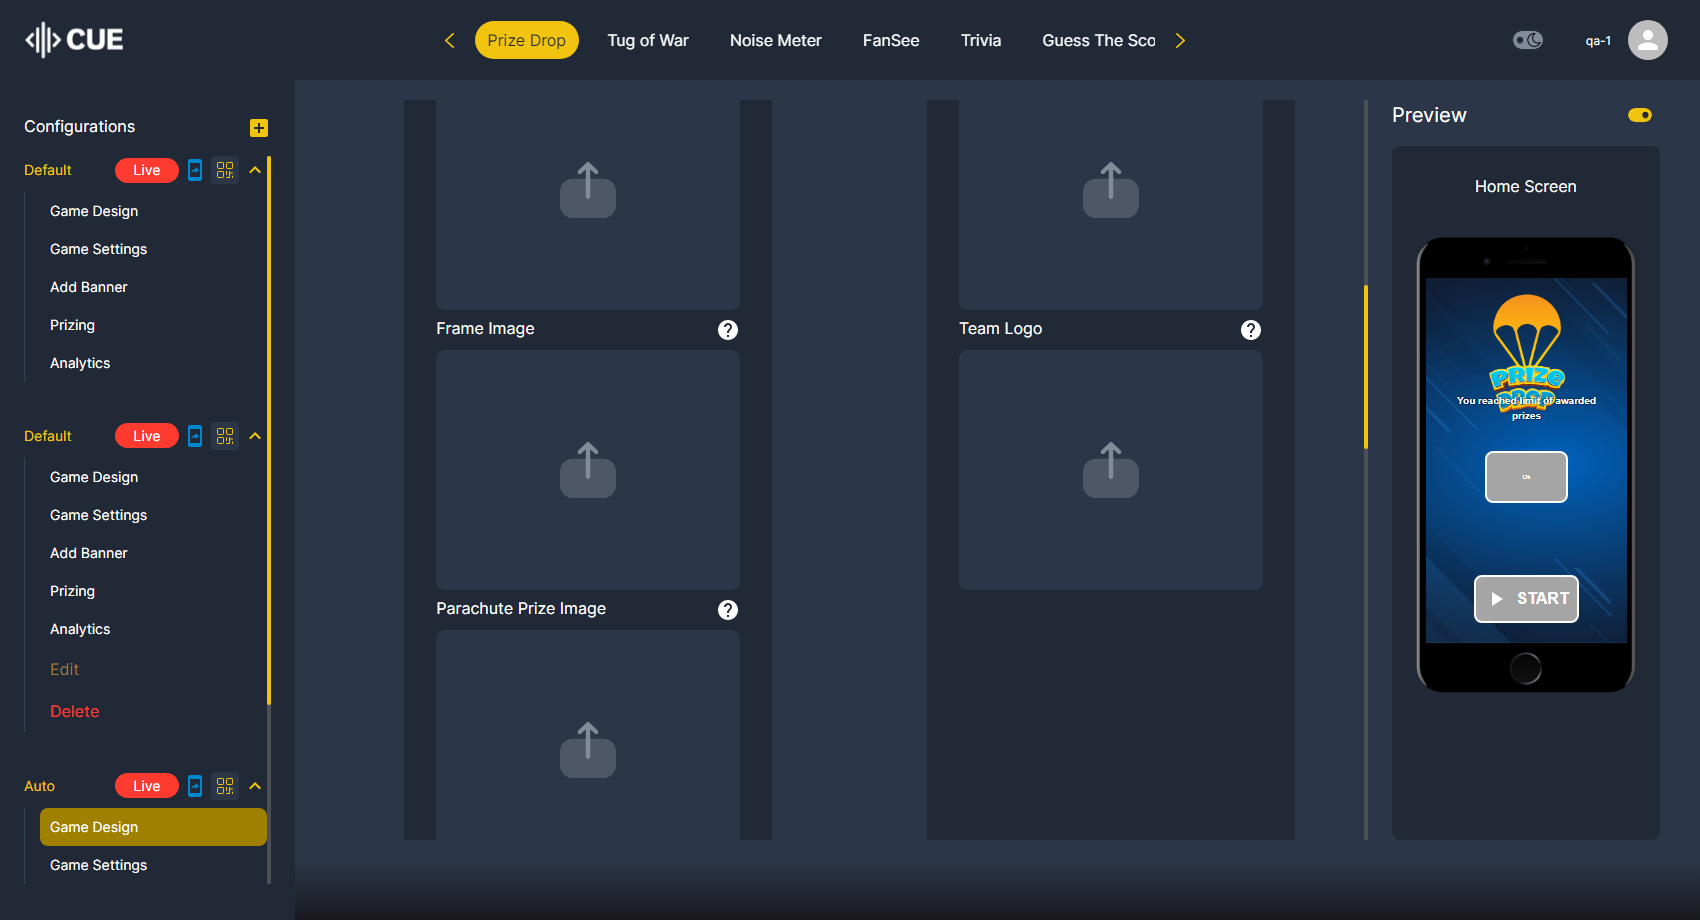 CUE
Prize Drop
Tug of War
Noise Meter
FanSee
Trivia
Guess The Sco
qa-1
Configurations
Default
Live
Game Design
Game Settings
Add Banner
Prizing
Analytics
Default
Live
Game Design
Game Settings
Add Banner
Prizing
Analytics
Edit
Delete
Auto
Live
Game Design
Game Settings
Frame Image
?
Team Logo
?
Parachute Prize Image
?
Preview
Home Screen
PRIZE
DROP
You reached limit of awarded
prizes
Ok
START